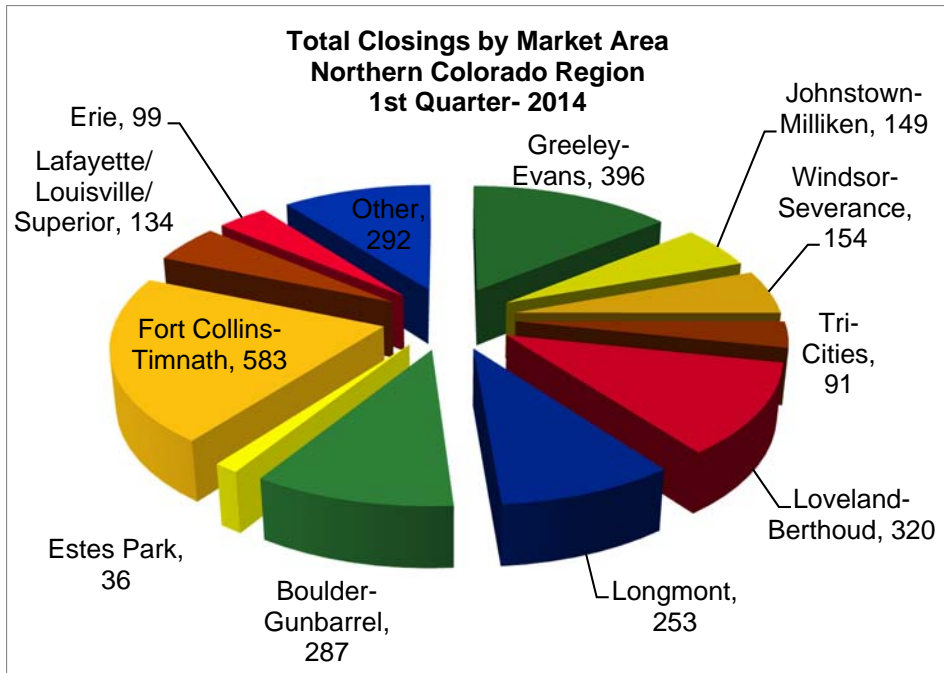 Total Closings by Market Area
Northern Colorado Region
1st Quarter- 2014
Erie, 99
Lafayette/
Louisville/
Superior, 134
Other,
292
Greeley-
Evans, 396
Johnstown-
Milliken, 149
Windsor-
Severance,
154
Tri-
Cities,
91
Fort Collins-
Timnath, 583
Loveland-
Berthoud, 320
Longmont,
253
Boulder-
Gunbarrel,
287
Estes Park,
36